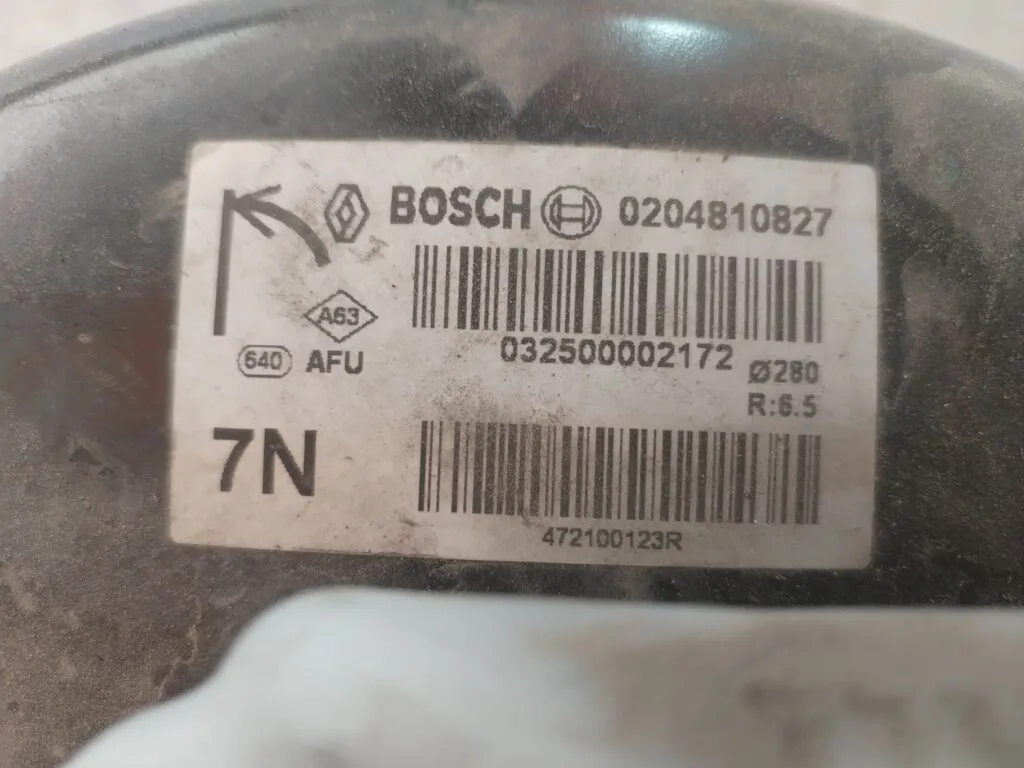 BOSCH 0204810827
A63
032500002172
640 AFU
Ø280
R:6.5
7N
472100123R